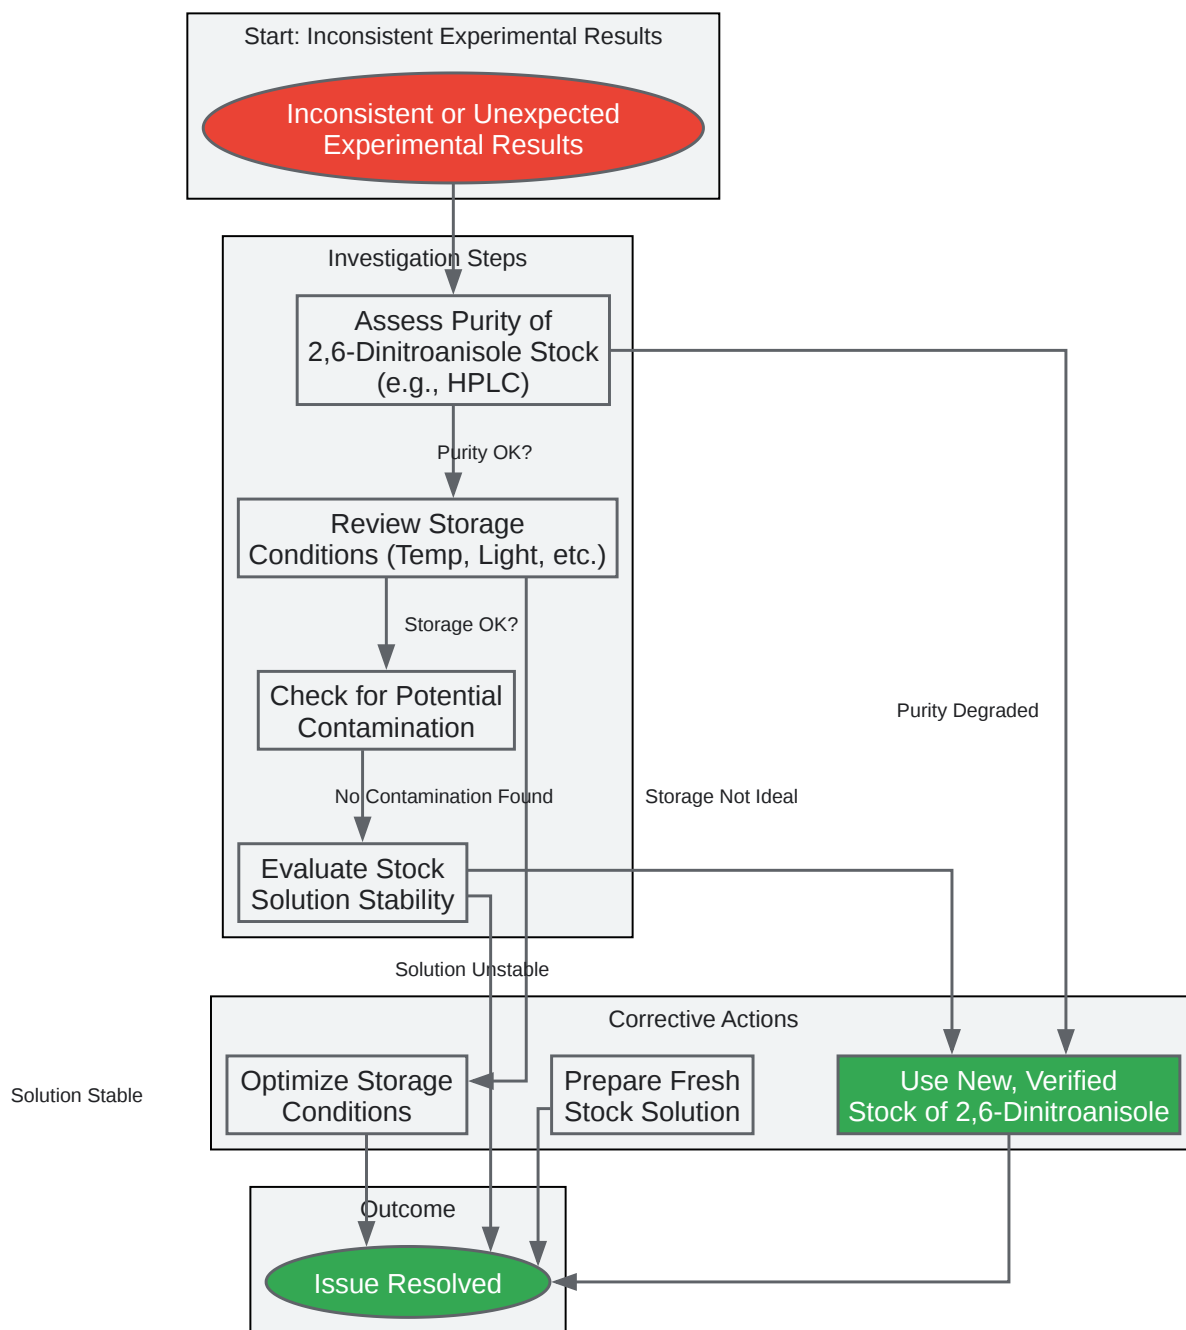 Start: Inconsistent Experimental Results
Inconsistent or Unexpected
Experimental Results
Investigation Steps
Assess Purity of
2,6-Dinitroanisole Stock
(e.g., HPLC)
Purity OK?
Review Storage
Conditions (Temp, Light, etc.)
Storage OK?
Check for Potential
Contamination
Purity Degraded
No Contamination Found
Storage Not Ideal
Evaluate Stock
Solution Stability
Solution Unstable
Corrective Actions
Optimize Storage
Conditions
Prepare Fresh
Stock Solution
Use New, Verified
Stock of 2,6-Dinitroanisole
Solution Stable
Outcome
Issue Resolved